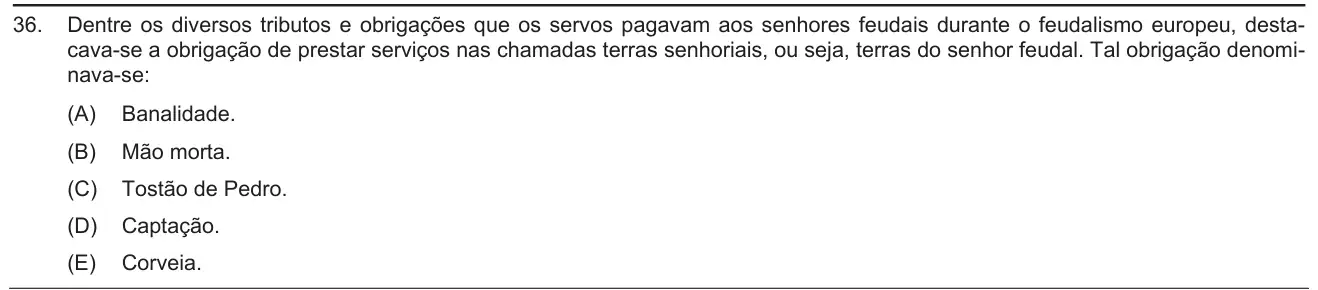 36. Dentre os diversos tributos e obrigações que os servos pagavam aos senhores feudais durante o feudalismo europeu, desta-
cava-se a obrigação de prestar serviços nas chamadas terras senhoriais, ou seja, terras do senhor feudal. Tal obrigação denomi-
nava-se:
(A) Banalidade.
(B) Mão morta.
(C) Tostão de Pedro.
(D) Captação.
(E) Corveia.